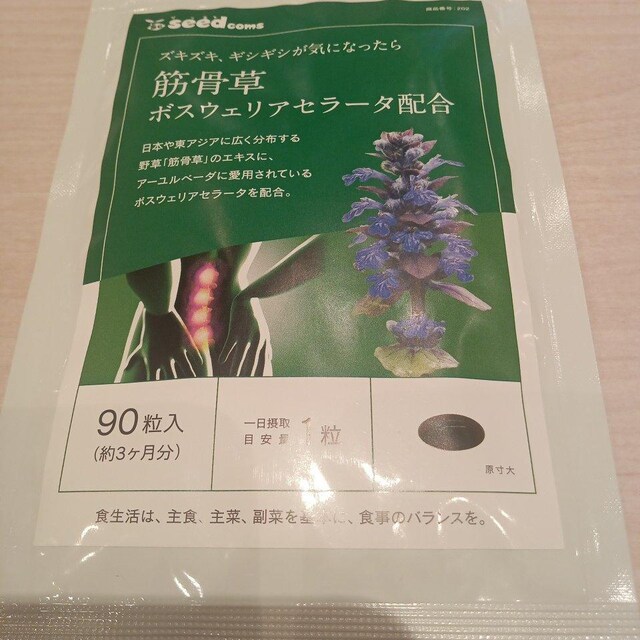 seedcoms
ズキズキ、ギシギシが気になったら
筋骨草
ボスウェリアセラータ配合
日本や東アジアに広く分布する
野草「筋骨草」のエキスに、
アーユルベーダに愛用されている
ボスウェリアセラータを配合。
90粒入
(約3ヶ月分)
一日摂取
目安量
1粒
原寸大
食生活は、主食、主菜、副菜を基本に、食事のバランスを。